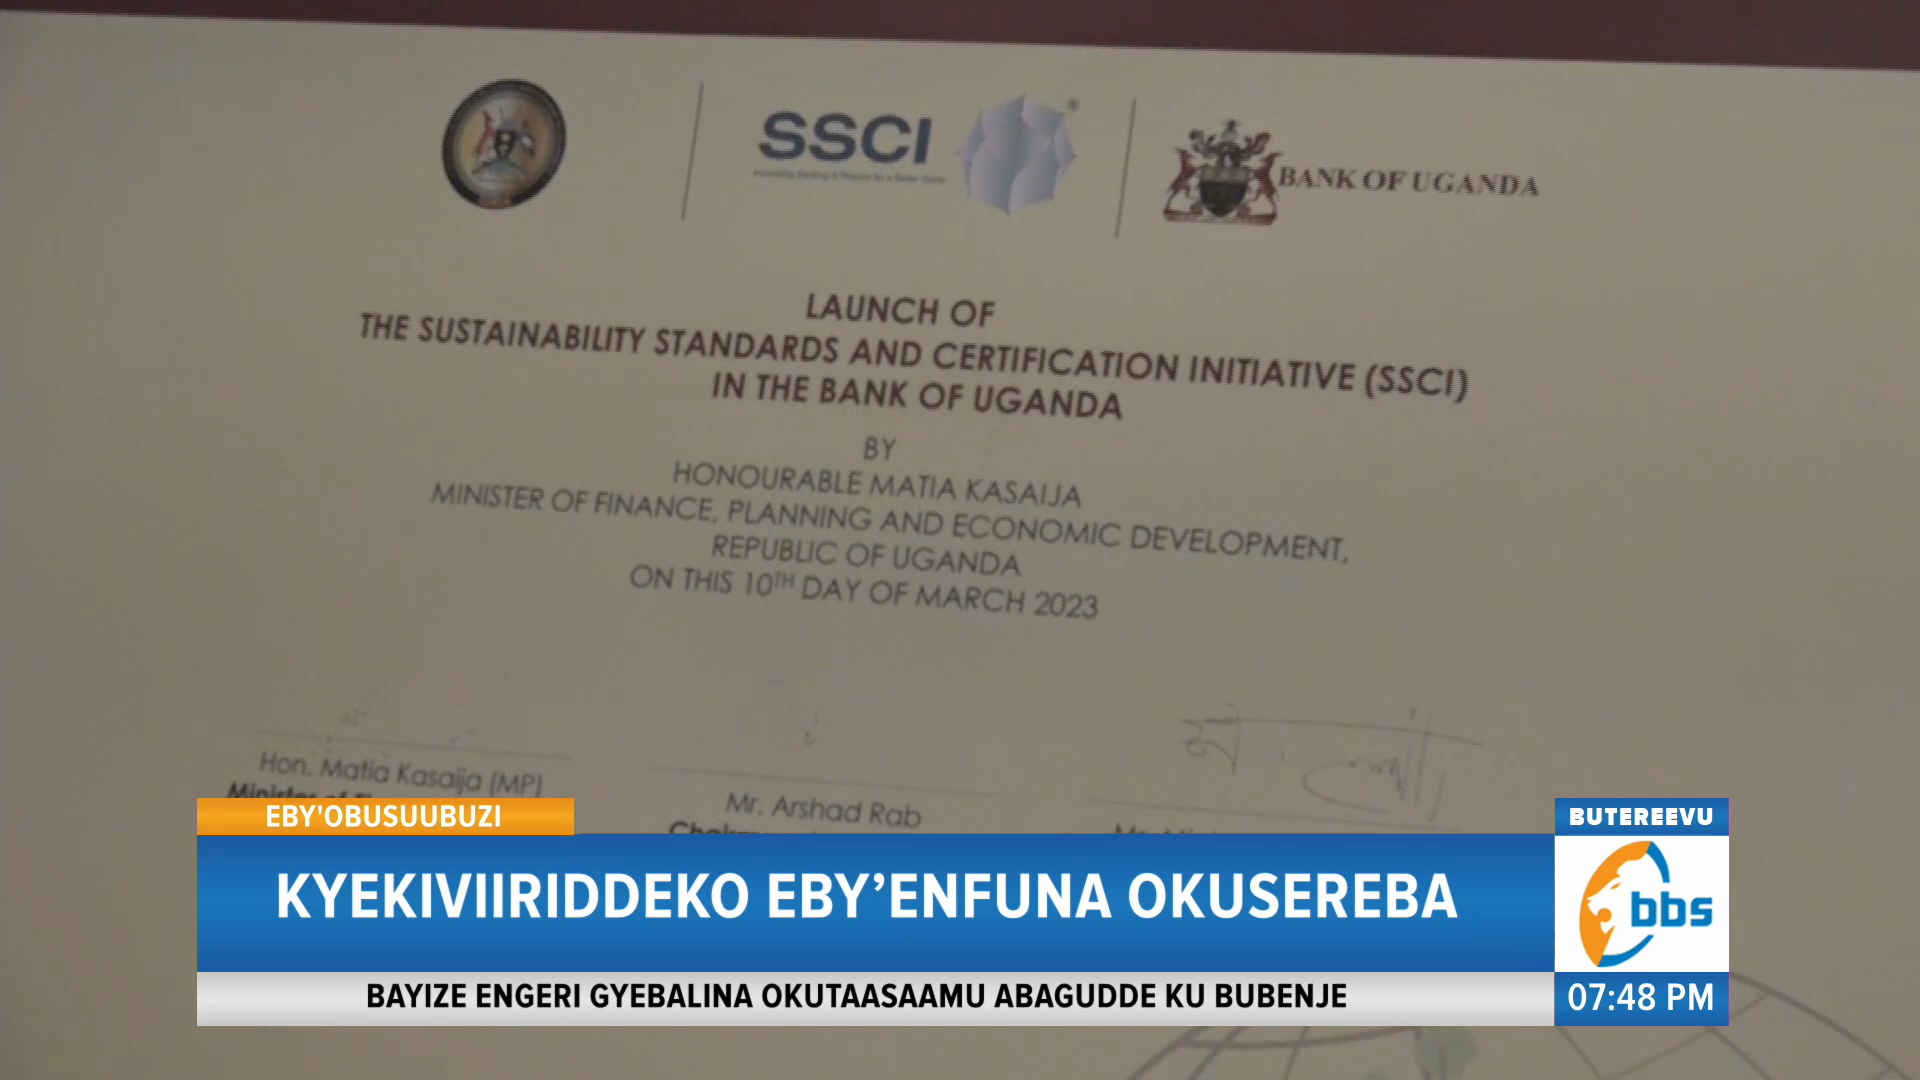 SSCI
BANK OF UGANDA
LAUNCH OF
THE SUSTAINABILITY STANDARDS AND CERTIFICATION INITIATIVE (SSCI)
IN THE BANK OF UGANDA
BY
HONOURABLE MATIA KASAIJA
MINISTER OF FINANCE, PLANNING AND ECONOMIC DEVELOPMENT,
REPUBLIC OF UGANDA
ON THIS 10TH DAY OF MARCH 2023
Hon. Matia Kasaija (MP)
Minister of
Mr. Arshad Rab
Mr.
EBY'OBUSUUBUZI
BUTEREEVU
KYEKIVIIRIDDEKO EBY’ENFUNA OKUSEREBA
bbs
BAYIZE ENGERI GYEBALINA OKUTAASAAMU ABAGUDDE KU BUBENJE
07:48 PM